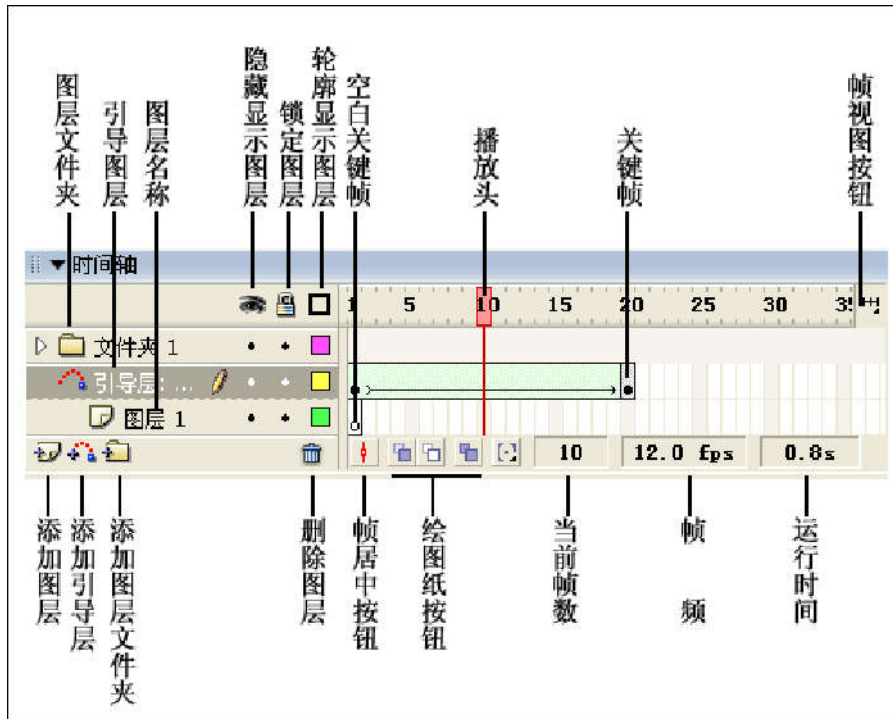 图层文件夹
引导图层
图层名称
隐藏显示图层
锁定图层
轮廓显示图层
空白关键帧
播放头
关键帧
帧视图按钮
时间轴
1 5 10 15 20 25 30 35
文件夹 1
引导层: ...
图层 1
10 12.0 fps 0.8s
添加图层
添加引导层
添加图层文件夹
删除图层
帧居中按钮
绘图纸按钮
当前帧数
帧频
运行时间